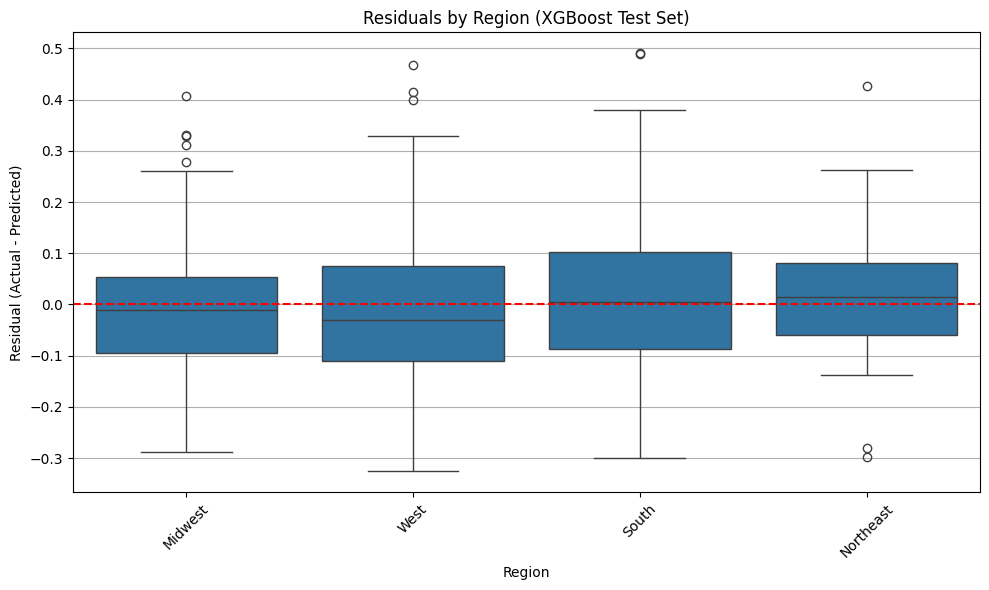 Residuals by Region (XGBoost Test Set)
Residual (Actual - Predicted)
0.5
0.4
0.3
0.2
0.1
0.0
−0.1
−0.2
−0.3
Midwest
West
South
Northeast
Region